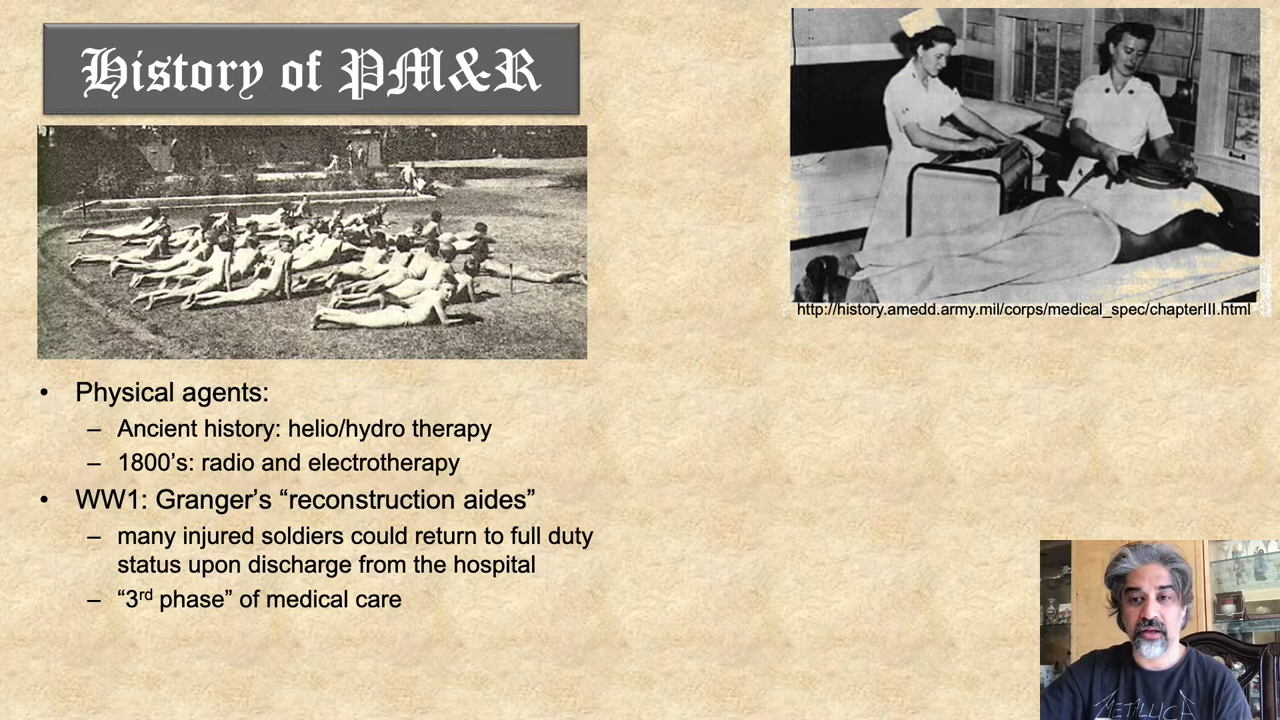 History of PM&R
http://history.amedd.army.mil/corps/medical_spec/chapterIII.html
• Physical agents:
– Ancient history: helio/hydro therapy
– 1800’s: radio and electrotherapy
• WW1: Granger’s “reconstruction aides”
– many injured soldiers could return to full duty
status upon discharge from the hospital
– “3rd phase” of medical care
METALLICA